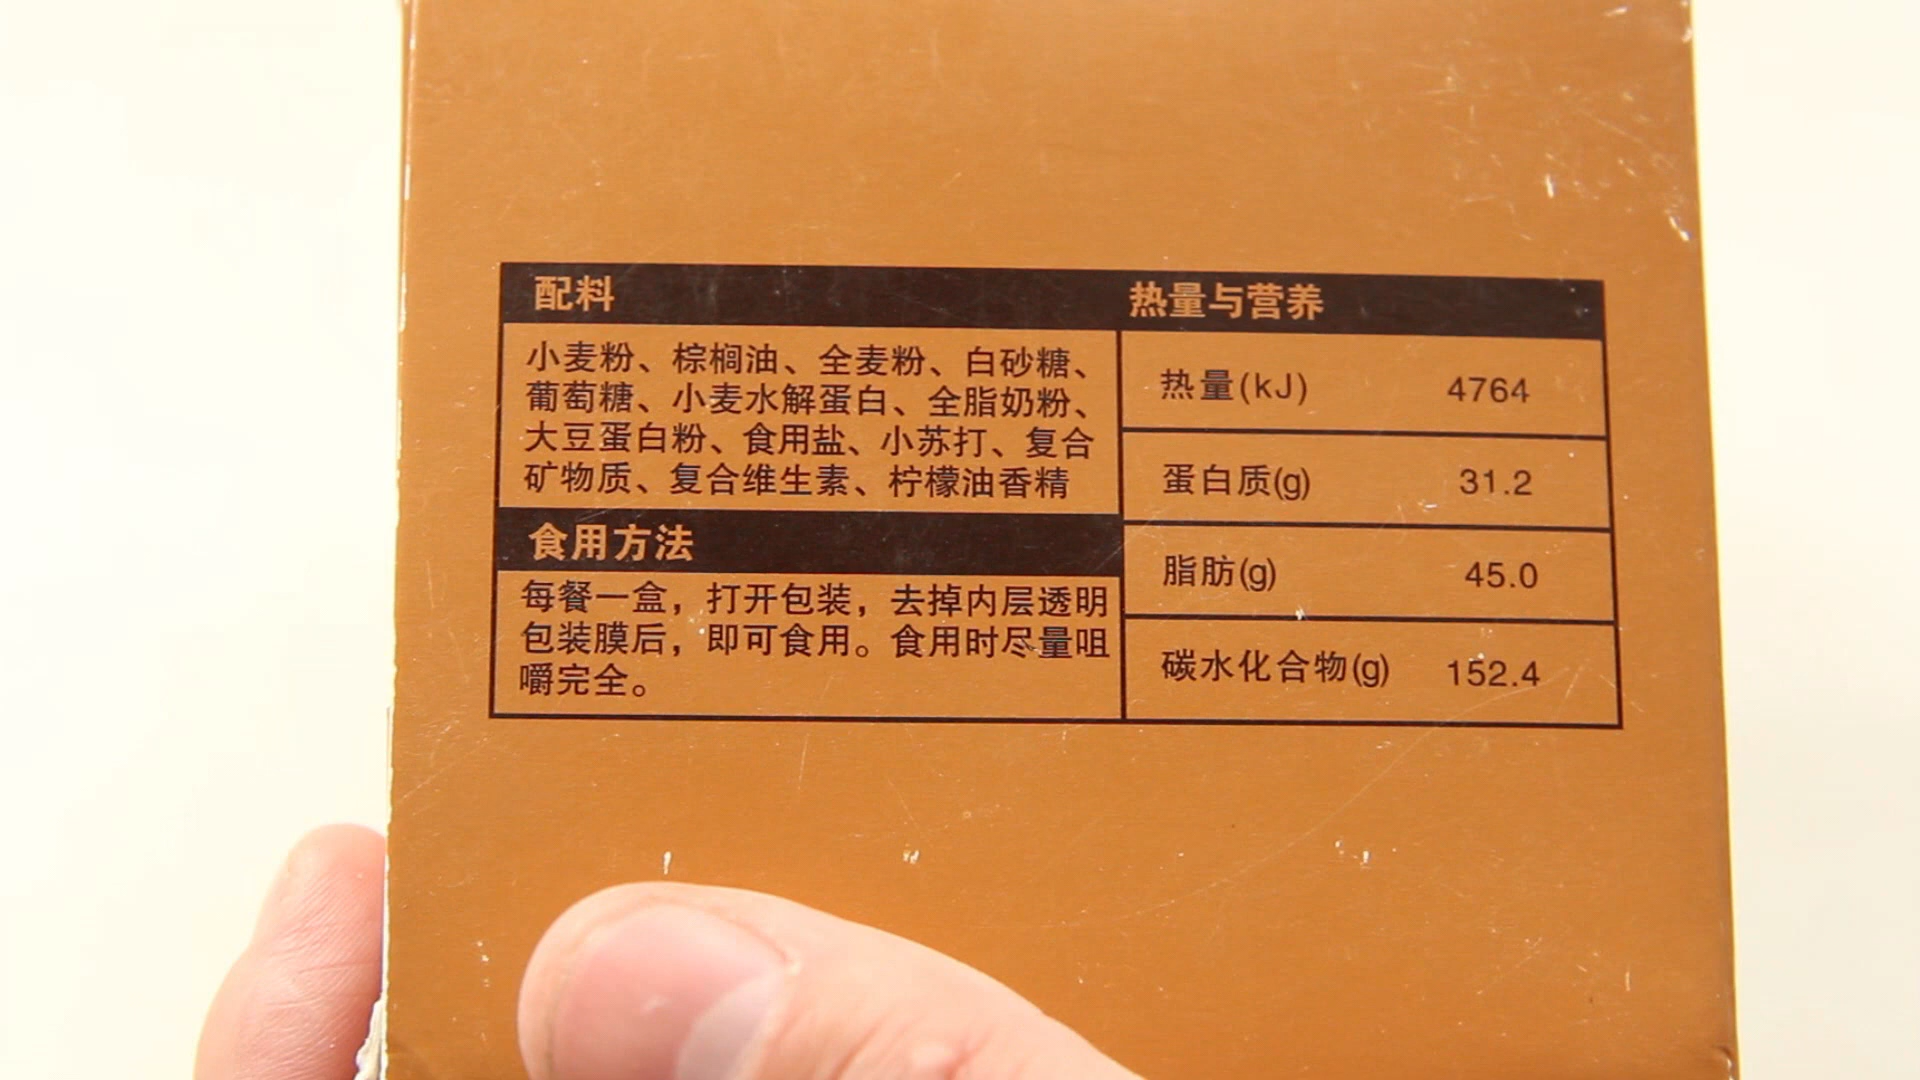 配料
小麦粉、棕榈油、全麦粉、白砂糖、
葡萄糖、小麦水解蛋白、全脂奶粉、
大豆蛋白粉、食用盐、小苏打、复合
矿物质、复合维生素、柠檬油香精
食用方法
每餐一盒，打开包装，去掉内层透明
包装膜后，即可食用。食用时尽量咀
嚼完全。
热量与营养
热量(kJ) 4764
蛋白质(g) 31.2
脂肪(g) 45.0
碳水化合物(g) 152.4